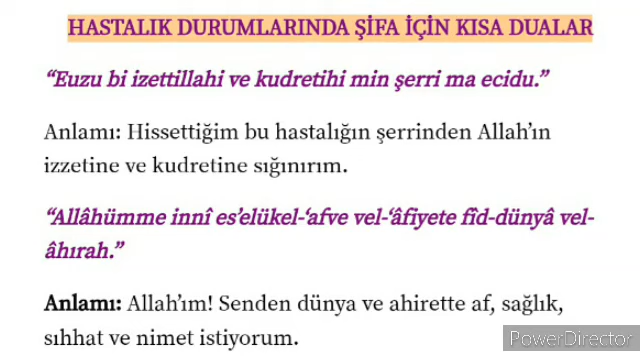 HASTALIK DURUMLARINDA ŞİFA İÇİN KISA DUALAR
“Euzu bi izettillahi ve kudretihi min şerri ma ecidu.”
Anlamı: Hissettiğim bu hastalığın şerrinden Allah’ın
izzetine ve kudretine sığınırım.
“Allâhümme innî es’elükel-‘afve vel-‘âfiyete fîd-dünyâ vel-
âhırah.”
Anlamı: Allah’ım! Senden dünya ve ahirette af, sağlık,
sıhhat ve nimet istiyorum.
PowerDirector